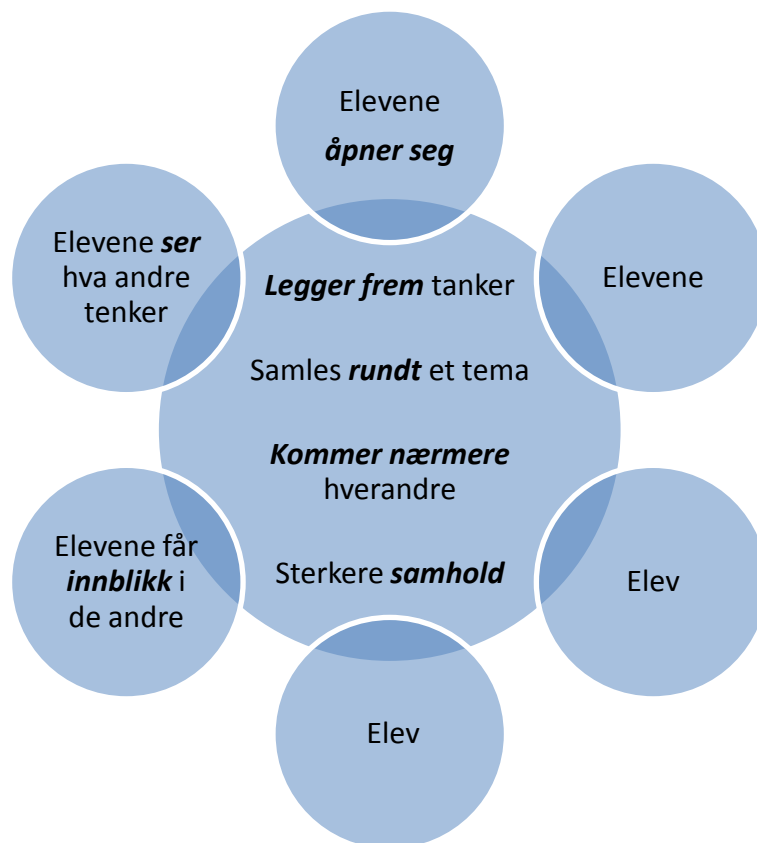 Elevene
åpner seg
Elevene ser
hva andre
tenker
Legger frem tanker
Elevene
Samles rundt et tema
Kommer nærmere
hverandre
Elevene får
innblikk i
de andre
Sterkere samhold
Elev
Elev